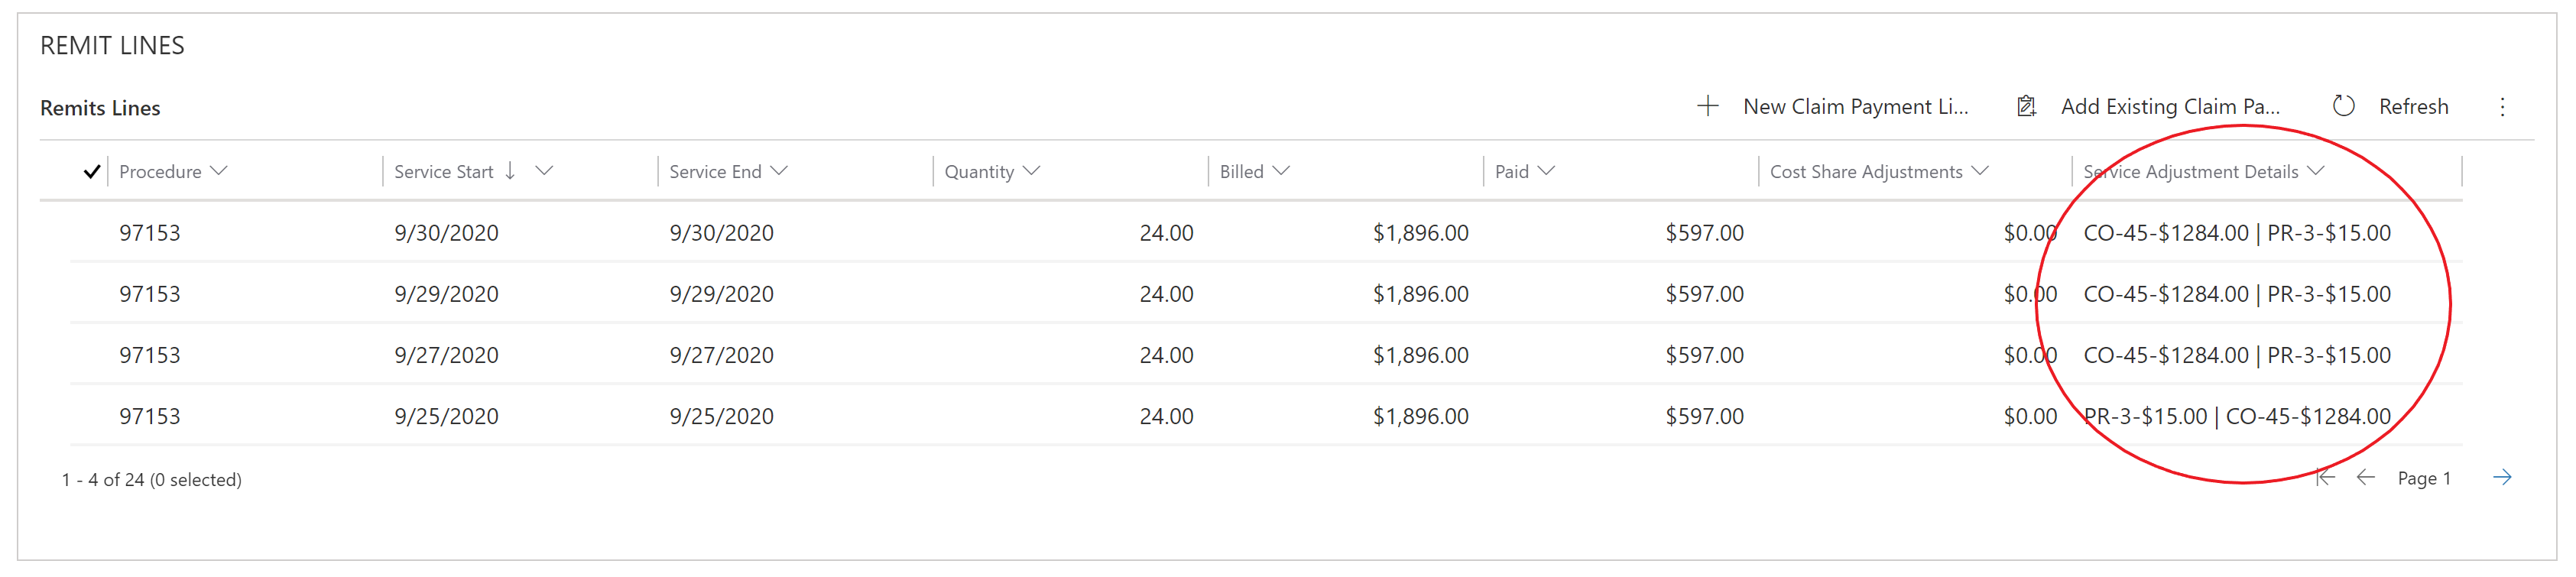 REMIT LINES
Remits Lines
New Claim Payment Li... Add Existing Claim Pa... Refresh
Procedure Service Start Service End Quantity Billed Paid Cost Share Adjustments Service Adjustment Details
97153 9/30/2020 9/30/2020 24.00 $1,896.00 $597.00 $0.00 CO-45-$1284.00 | PR-3-$15.00
97153 9/29/2020 9/29/2020 24.00 $1,896.00 $597.00 $0.00 CO-45-$1284.00 | PR-3-$15.00
97153 9/27/2020 9/27/2020 24.00 $1,896.00 $597.00 $0.00 CO-45-$1284.00 | PR-3-$15.00
97153 9/25/2020 9/25/2020 24.00 $1,896.00 $597.00 $0.00 PR-3-$15.00 | CO-45-$1284.00
1 - 4 of 24 (0 selected) Page 1